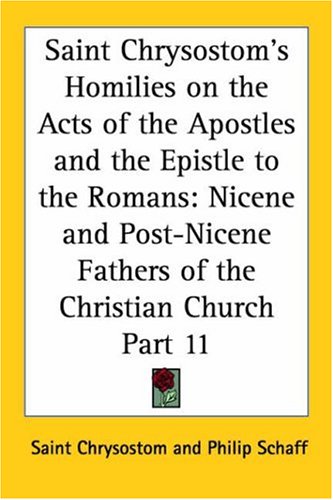 Saint Chrysostom's
Homilies on the
Acts of the Apostles
and the Epistle to
the Romans: Nicene
and Post-Nicene
Fathers of the
Christian Church
Part 11
Saint Chrysostom and Philip Schaff